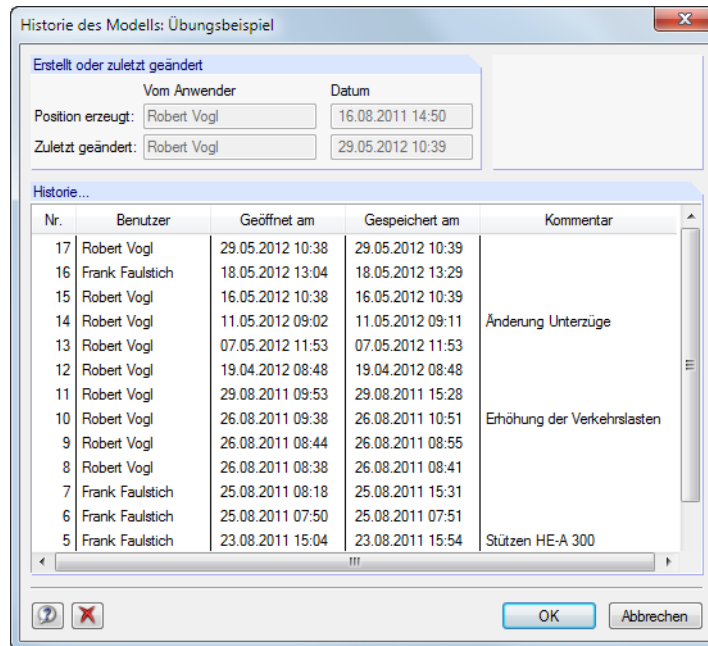 Historie des Modells: Übungsbeispiel
Erstellt oder zuletzt geändert
Vom Anwender Datum
Position erzeugt: Robert Vogl 16.08.2011 14:50
Zuletzt geändert: Robert Vogl 29.05.2012 10:39
Historie...
Nr. Benutzer Geöffnet am Gespeichert am Kommentar
17 Robert Vogl 29.05.2012 10:38 29.05.2012 10:39
16 Frank Faulstich 18.05.2012 13:04 18.05.2012 13:29
15 Robert Vogl 16.05.2012 10:38 16.05.2012 10:39
14 Robert Vogl 11.05.2012 09:02 11.05.2012 09:11 Änderung Unterzüge
13 Robert Vogl 07.05.2012 11:53 07.05.2012 11:53
12 Robert Vogl 19.04.2012 08:48 19.04.2012 08:48
11 Robert Vogl 29.08.2011 09:53 29.08.2011 15:28
10 Robert Vogl 26.08.2011 09:38 26.08.2011 10:51 Erhöhung der Verkehrslasten
9 Robert Vogl 26.08.2011 08:44 26.08.2011 08:55
8 Robert Vogl 26.08.2011 08:38 26.08.2011 08:41
7 Frank Faulstich 25.08.2011 08:18 25.08.2011 15:31
6 Frank Faulstich 25.08.2011 07:50 25.08.2011 07:51
5 Frank Faulstich 23.08.2011 15:04 23.08.2011 15:54 Stützen HE-A 300
OK Abbrechen